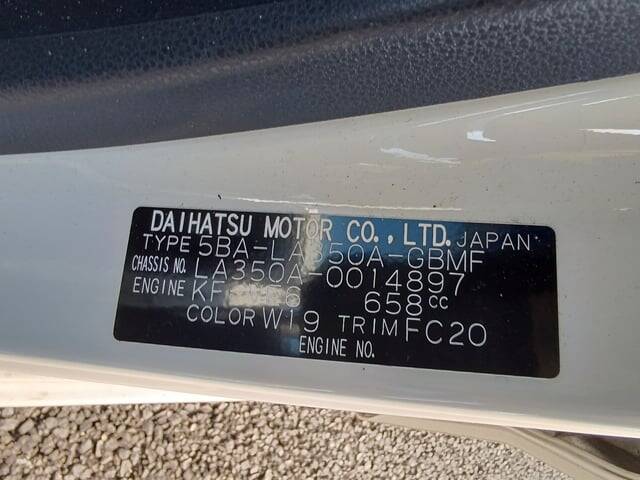 DAIHATSU MOTOR CO., LTD. JAPAN
TYPE 5BA-LA350A-GBMF
CHASSIS NO. LA350A-0014897
ENGINE 658cc
COLOR W19 TRIM FC20
ENGINE NO.